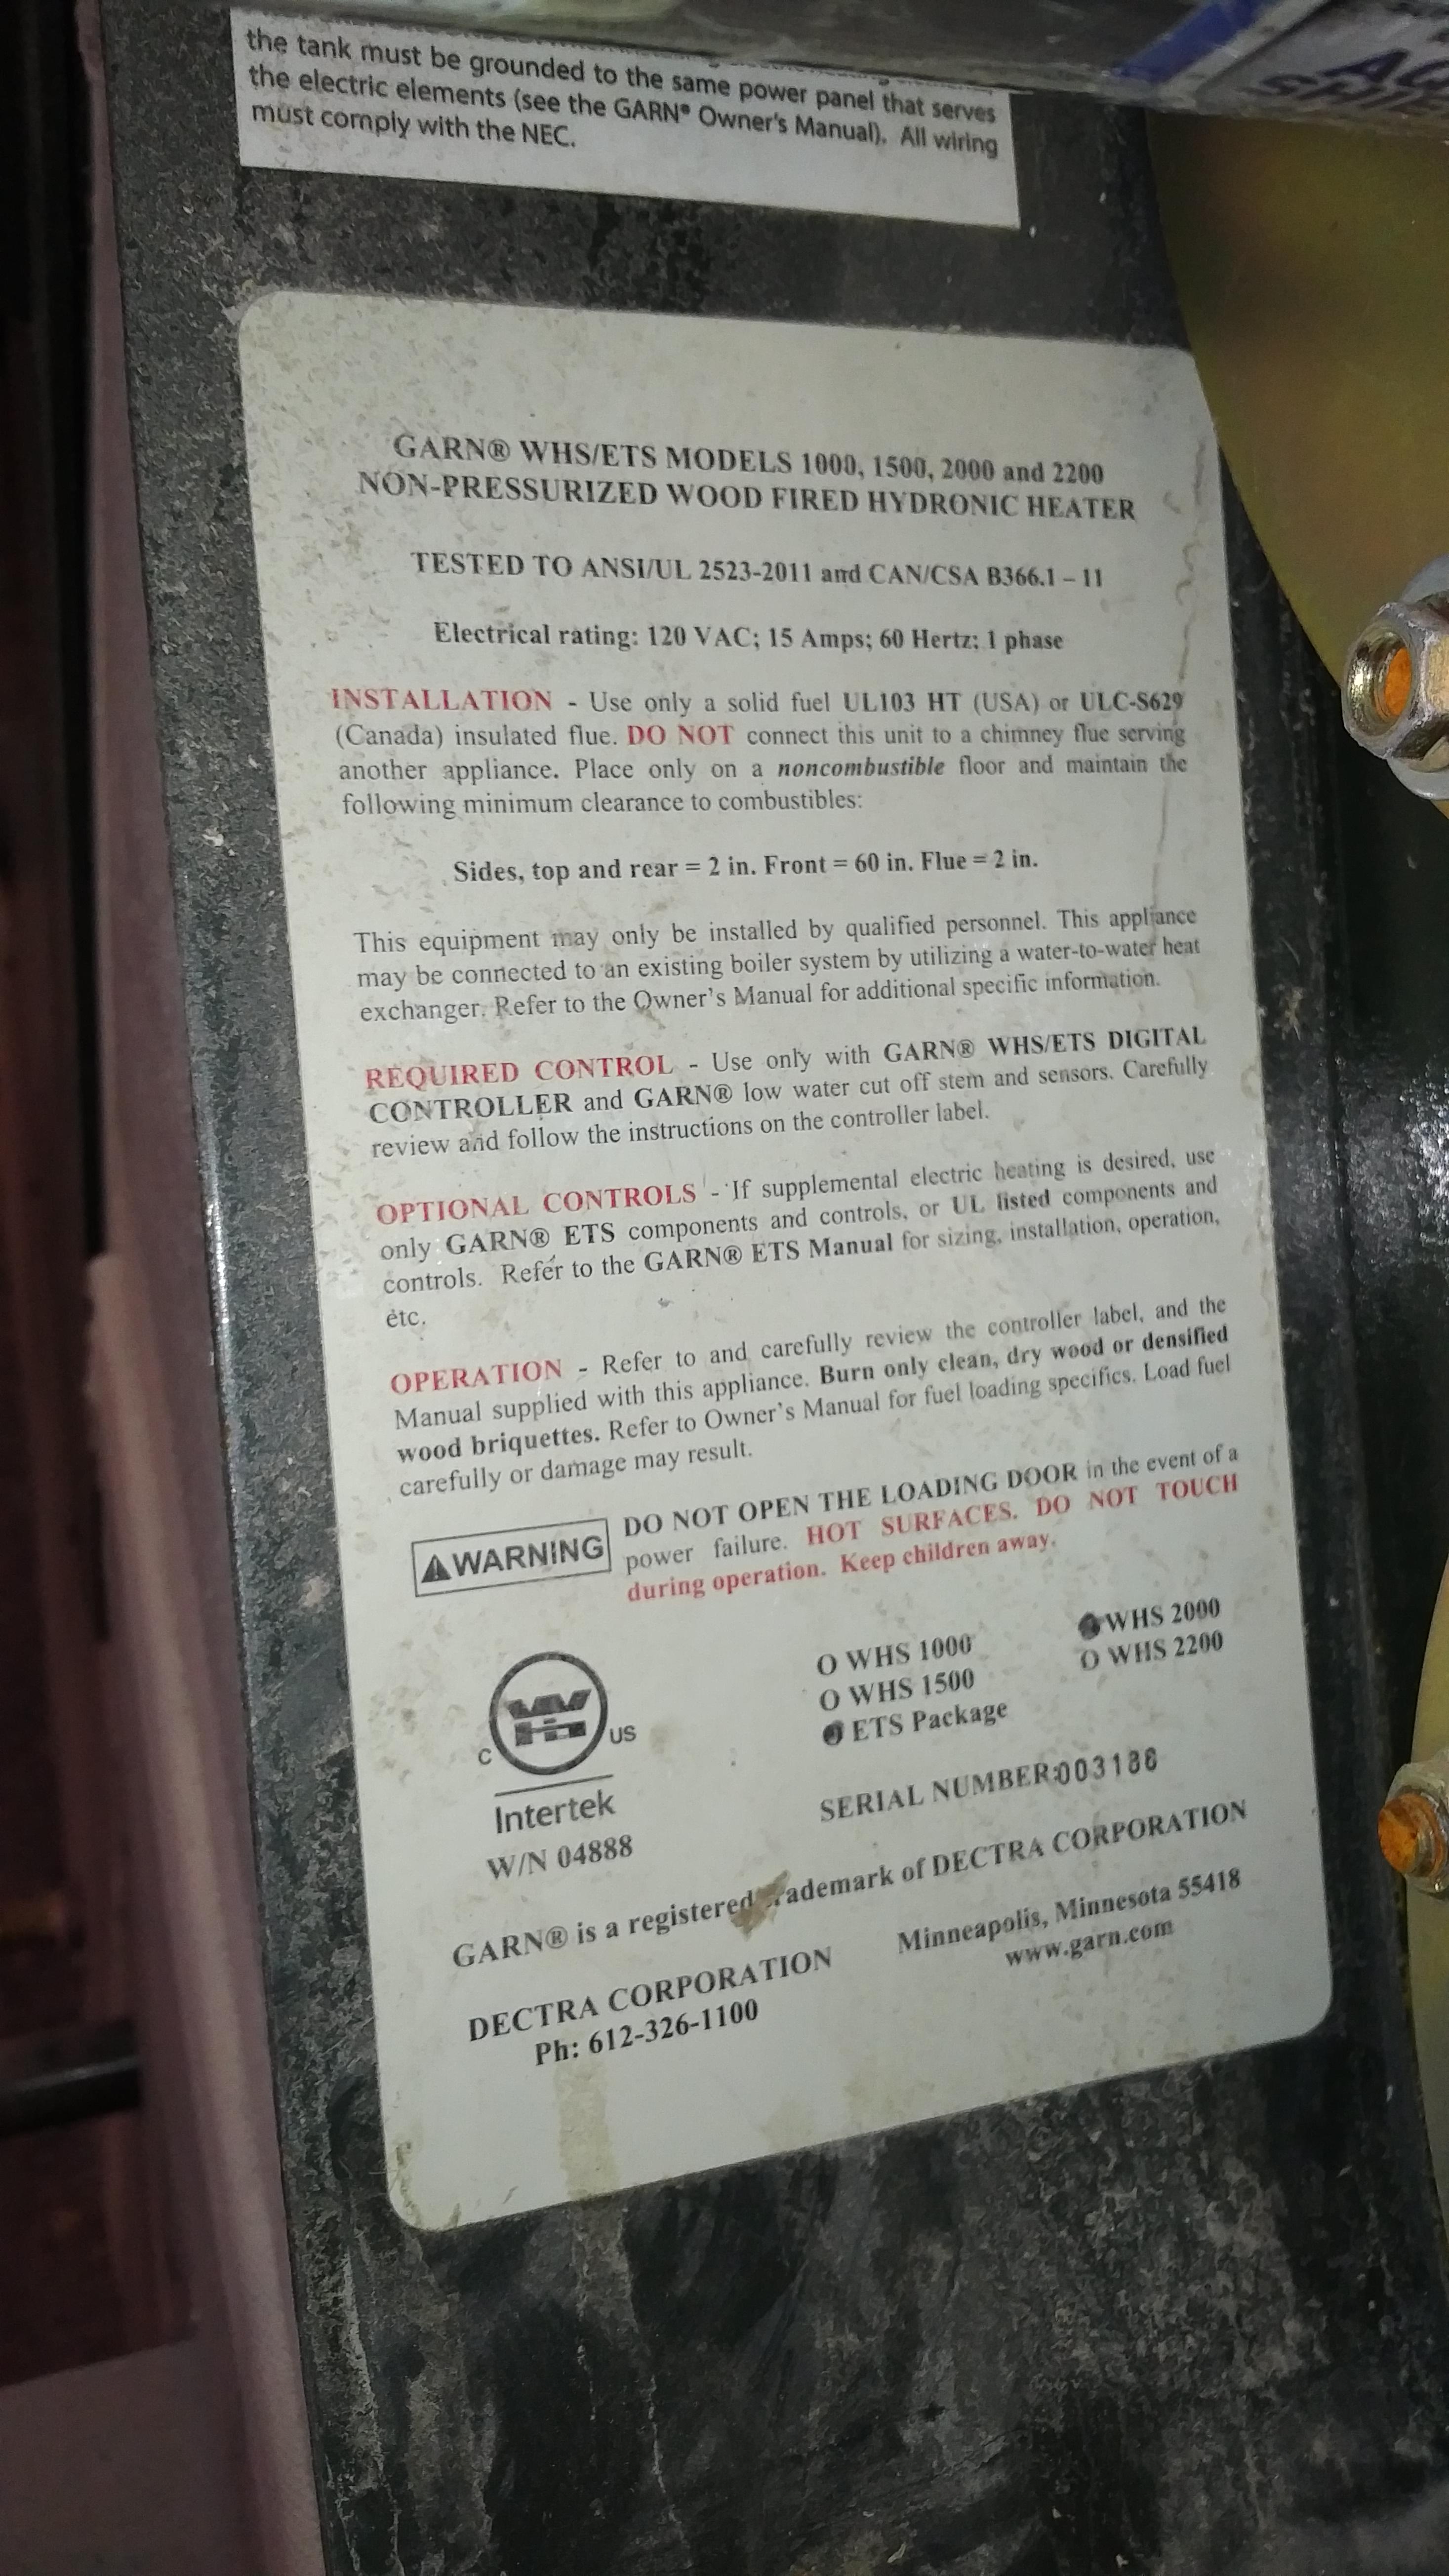 the tank must be grounded to the same power panel that serves
the electric elements (see the GARN® Owner's Manual). All wiring
must comply with the NEC.
GARN® WHS/ETS MODELS 1000, 1500, 2000 and 2200
NON-PRESSURIZED WOOD FIRED HYDRONIC HEATER
TESTED TO ANSI/UL 2523-2011 and CAN/CSA B366.1 – 11
Electrical rating: 120 VAC; 15 Amps; 60 Hertz; 1 phase
INSTALLATION - Use only a solid fuel UL103 HT (USA) or ULC-S629
(Canada) insulated flue. DO NOT connect this unit to a chimney flue serving
another appliance. Place only on a noncombustible floor and maintain the
following minimum clearance to combustibles:
Sides, top and rear = 2 in. Front = 60 in. Flue = 2 in.
This equipment may only be installed by qualified personnel. This appliance
may be connected to an existing boiler system by utilizing a water-to-water heat
exchanger. Refer to the Owner's Manual for additional specific information.
REQUIRED CONTROL - Use only with GARN® WHS/ETS DIGITAL
CONTROLLER and GARN® low water cut off stem and sensors. Carefully
review and follow the instructions on the controller label.
OPTIONAL CONTROLS - If supplemental electric heating is desired, use
only GARN® ETS components and controls, or UL listed components and
controls. Refer to the GARN® ETS Manual for sizing, installation, operation,
etc.
OPERATION - Refer to and carefully review the controller label, and the
Manual supplied with this appliance. Burn only clean, dry wood or densified
wood briquettes. Refer to Owner's Manual for fuel loading specifics. Load fuel
carefully or damage may result.
WARNING DO NOT OPEN THE LOADING DOOR in the event of a
power failure. HOT SURFACES. DO NOT TOUCH
during operation. Keep children away.
O WHS 1000 WHS 2000
O WHS 1500 O WHS 2200
ETS Package
C WH US
Intertek
W/N 04888
SERIAL NUMBER:003188
GARN® is a registered trademark of DECTRA CORPORATION
DECTRA CORPORATION Minneapolis, Minnesota 55418
Ph: 612-326-1100 www.garn.com